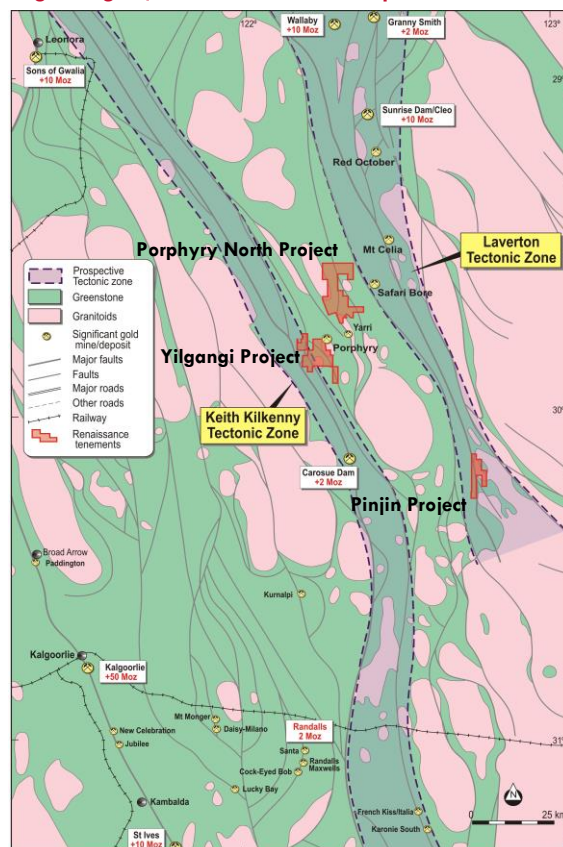 122°
123°
Leonora
Sons of Gwalia
+10 Moz
Wallaby
+10 Moz
Granny Smith
+2 Moz
29°
Sunrise Dam/Cleo
+10 Moz
Red October
Porphyry North Project
Mt Celia
Laverton
Tectonic Zone
Safari Bore
Prospective
Tectonic zone
Greenstone
Granitoids
Significant gold
mine/deposit
Major faults
Faults
Major roads
Other roads
Railway
Renaissance
tenements
Yarri
Porphyry
Yilgangi Project
30°
Keith Kilkenny
Tectonic Zone
Carosue Dam
+2 Moz
Pinjin Project
Broad Arrow
Paddington
Kurnalpi
Kalgoorlie
Kalgoorlie
+50 Moz
Mt Monger
Daisy-Milano
New Celebration
Jubilee
Randalls
2 Moz
Santa
Randalls
Maxwells
Cock-Eyed Bob
Lucky Bay
31°
Kambalda
French Kiss/Italia
Karonie South
St Ives
+10 Moz
N
0
25 km